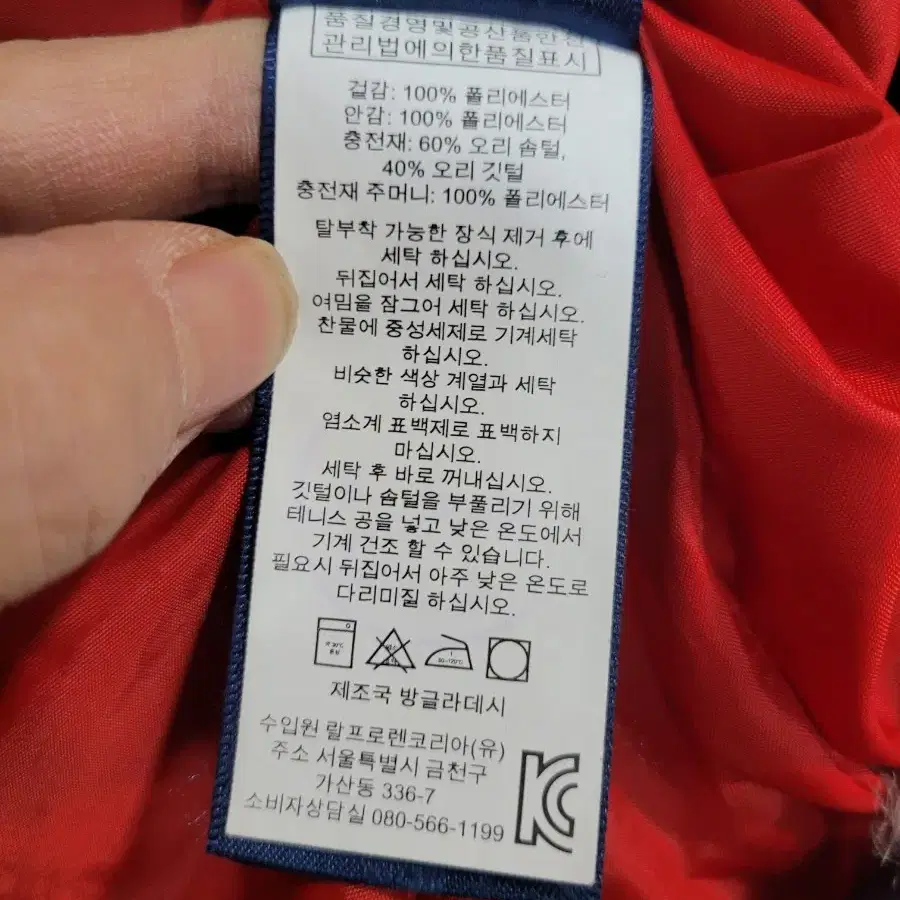 품질경영및공산품안전
관리법에의한품질표시
겉감: 100% 폴리에스터
안감: 100% 폴리에스터
충전재: 60% 오리 솜털,
40% 오리 깃털
충전재 주머니: 100% 폴리에스터
탈부착 가능한 장식 제거 후에
세탁 하십시오.
뒤집어서 세탁 하십시오.
여밈을 잠그어 세탁 하십시오.
찬물에 중성세제로 기계세탁
하십시오.
비슷한 색상 계열과 세탁
하십시오.
염소계 표백제로 표백하지
마십시오.
세탁 후 바로 꺼내십시오.
깃털이나 솜털을 부풀리기 위해
테니스 공을 넣고 낮은 온도에서
기계 건조 할 수 있습니다.
필요시 뒤집어서 아주 낮은 온도로
다리미질 하십시오.
제조국 방글라데시
수입원 랄프로렌코리아(유)
주소 서울특별시 금천구
가산동 336-7
소비자상담실 080-566-1199